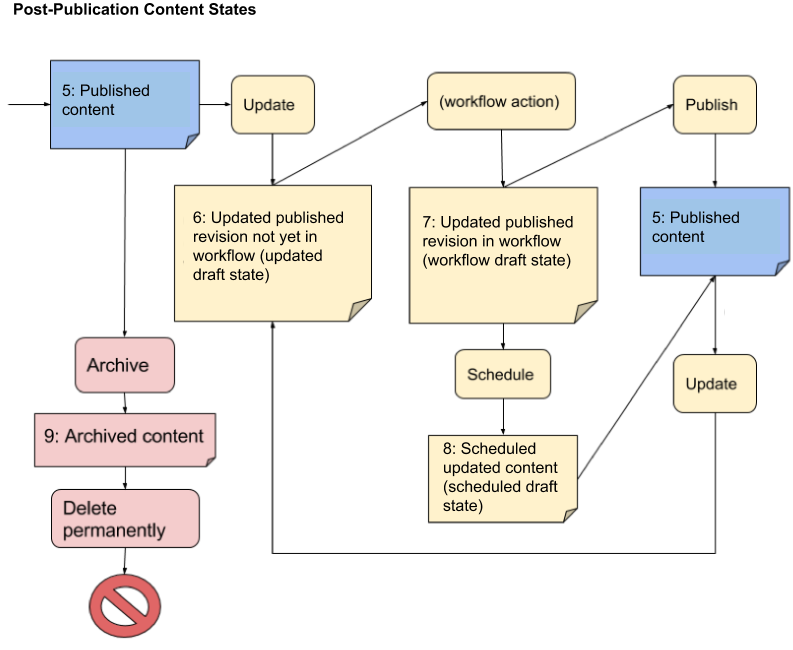 Post-Publication Content States
5: Published
content
Update
(workflow action)
Publish
6: Updated published
revision not yet in
workflow (updated
draft state)
7: Updated published
revision in workflow
(workflow draft state)
5: Published
content
Archive
Schedule
Update
9: Archived content
8: Scheduled
updated content
(scheduled draft
state)
Delete
permanently